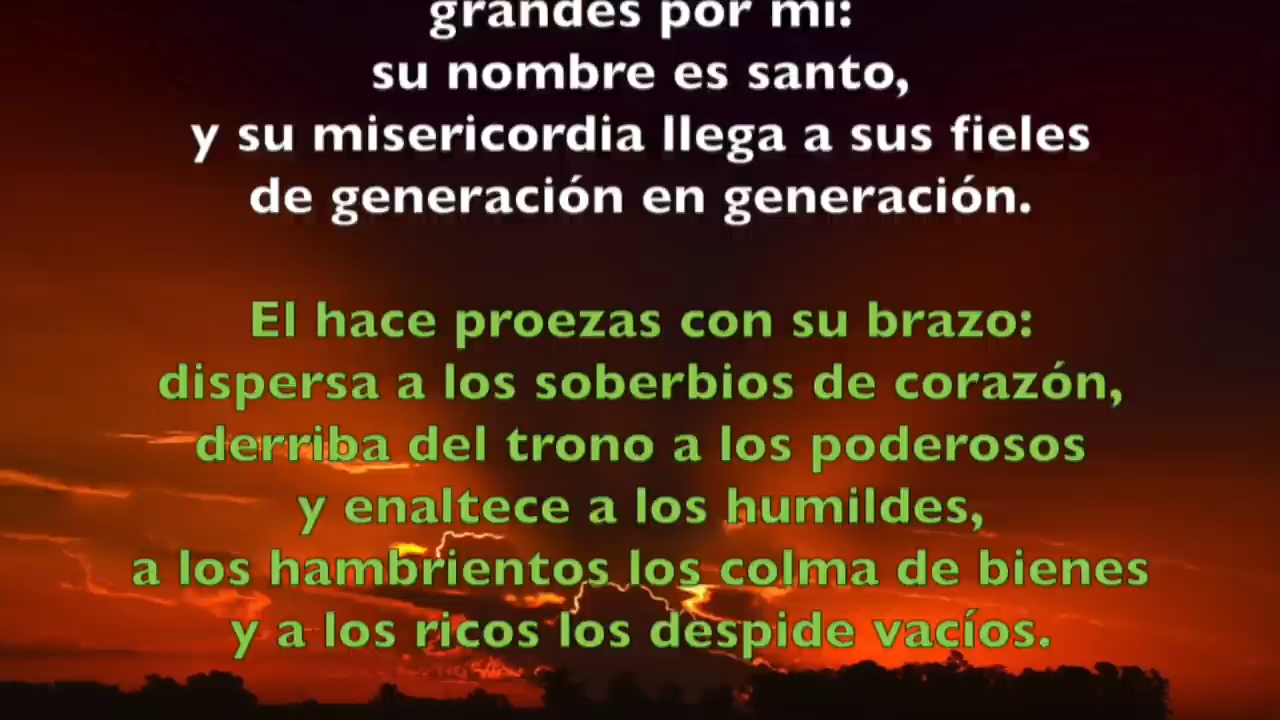 grandes por mí:
su nombre es santo,
y su misericordia llega a sus fieles
de generación en generación.
El hace proezas con su brazo:
dispersa a los soberbios de corazón,
derriba del trono a los poderosos
y enaltece a los humildes,
a los hambrientos los colma de bienes
y a los ricos los despide vacíos.